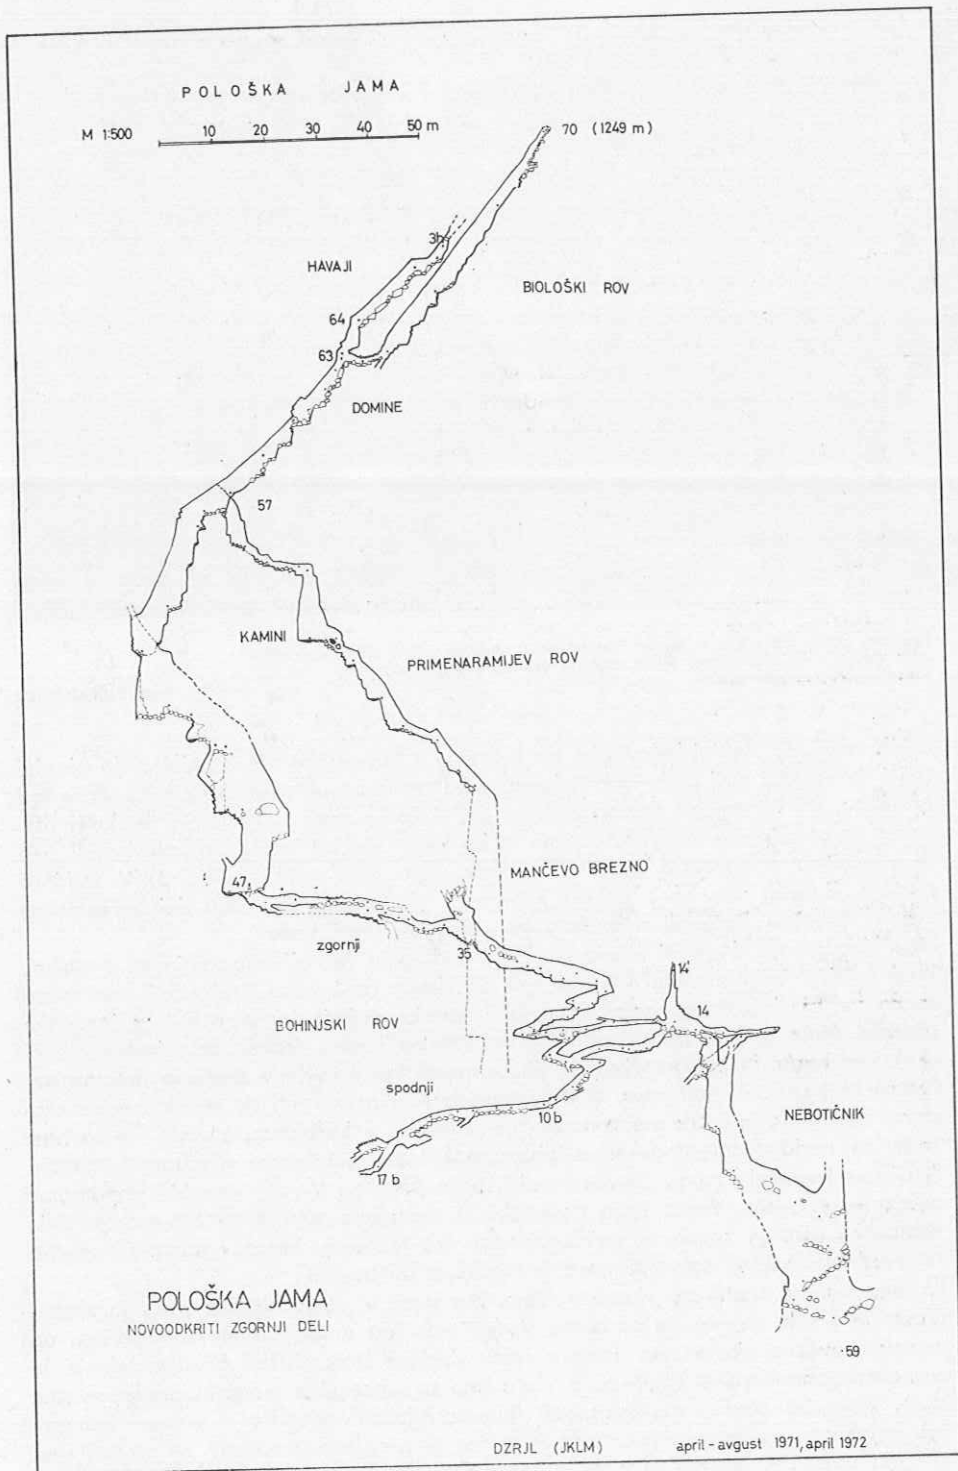 POLOŠKA JAMA
M 1:500 10 20 30 40 50 m
70 (1249 m)
3h
HAVAJI
BIOLOŠKI ROV
64
63
DOMINE
57
KAMINI
PRIMENARAMIJEV ROV
MANČEVO BREZNO
47
zgornji
35
14'
14
BOHINJSKI ROV
spodnji
10 b
NEBOTIČNIK
17 b
POLOŠKA JAMA
NOVOODKRITI ZGORNJI DELI
59
DZRJL (JKLM) april - avgust 1971, april 1972